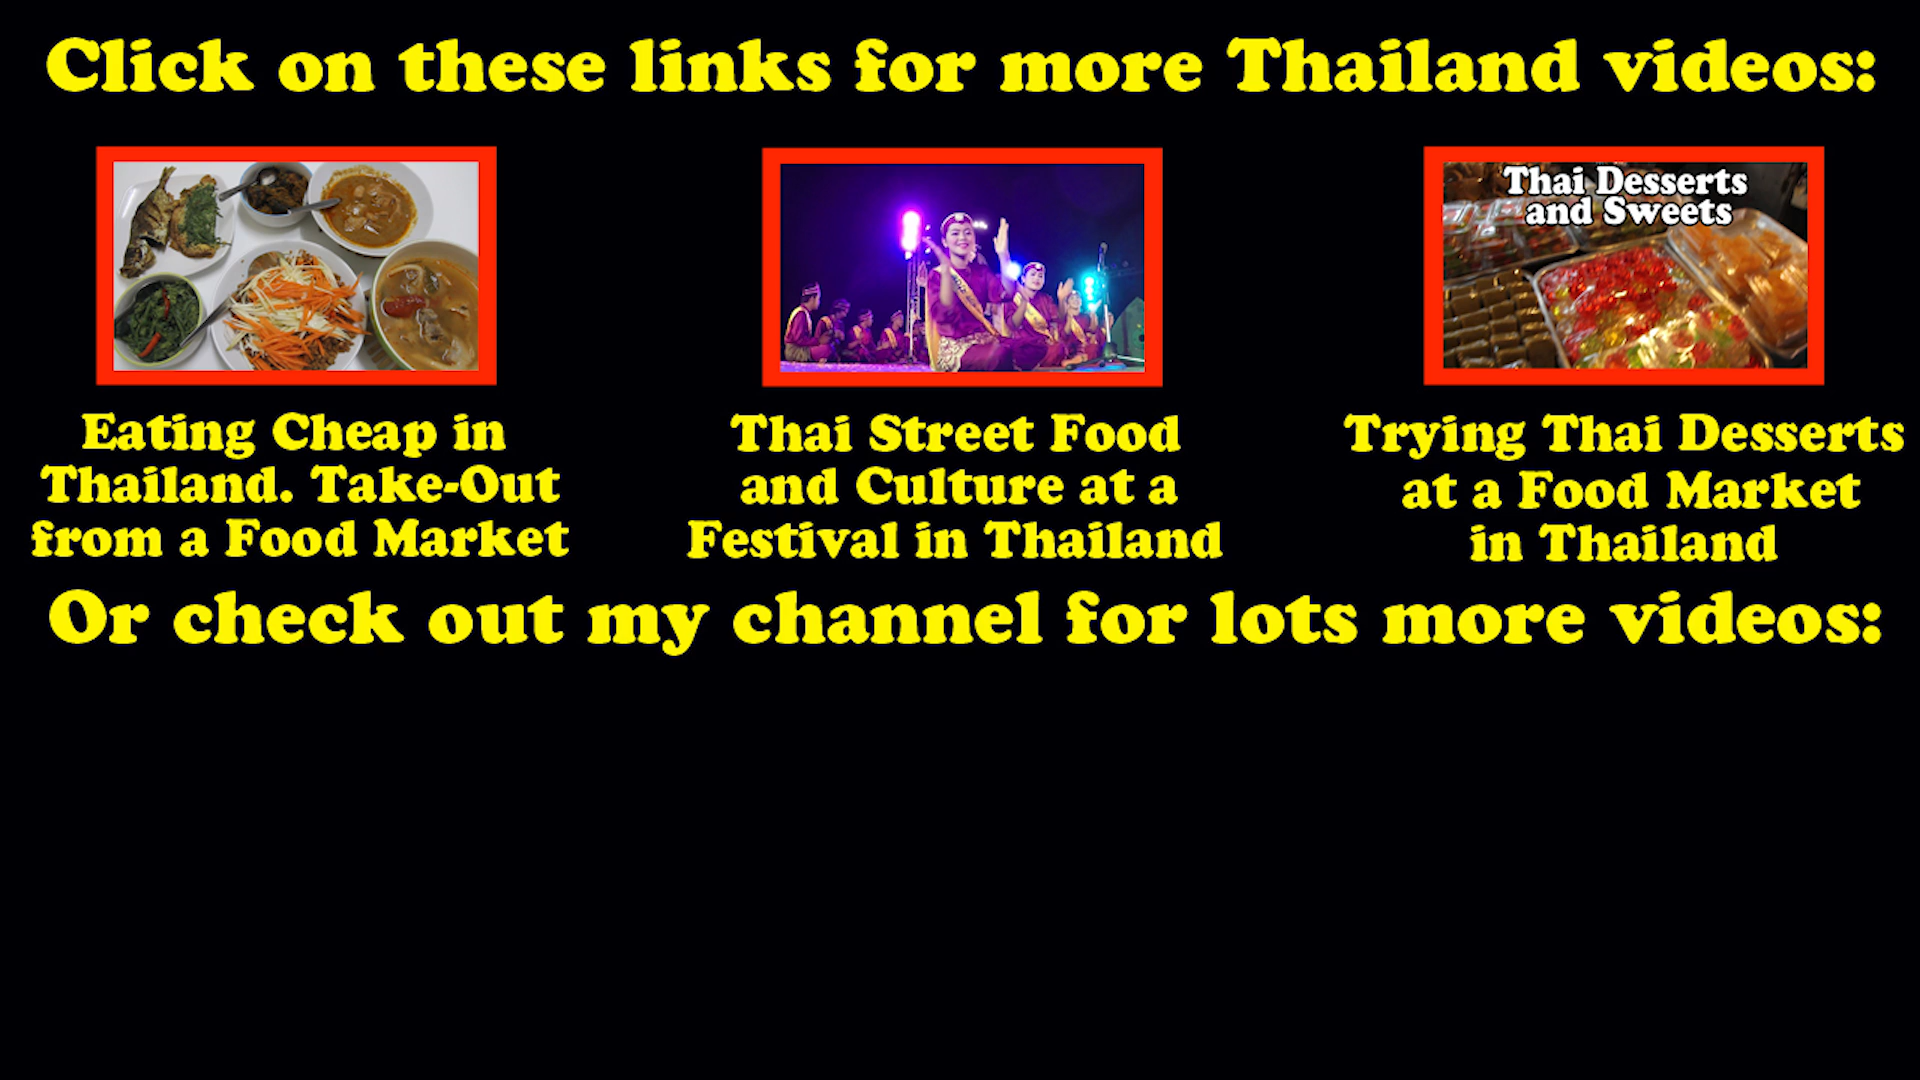 Click on these links for more Thailand videos:
Thai Desserts
and Sweets
Eating Cheap in
Thailand. Take-Out
from a Food Market
Thai Street Food
and Culture at a
Festival in Thailand
Trying Thai Desserts
at a Food Market
in Thailand
Or check out my channel for lots more videos: